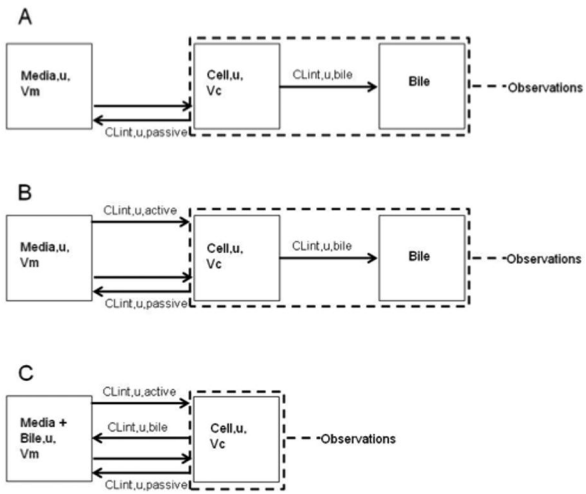 A
Media,u,
Vm
CLint,u,passive
Cell,u,
Vc
CLint,u,bile
Bile
Observations
B
CLint,u,active
Media,u,
Vm
CLint,u,passive
Cell,u,
Vc
CLint,u,bile
Bile
Observations
C
CLint,u,active
Media +
Bile,u,
Vm
CLint,u,bile
CLint,u,passive
Cell,u,
Vc
Observations